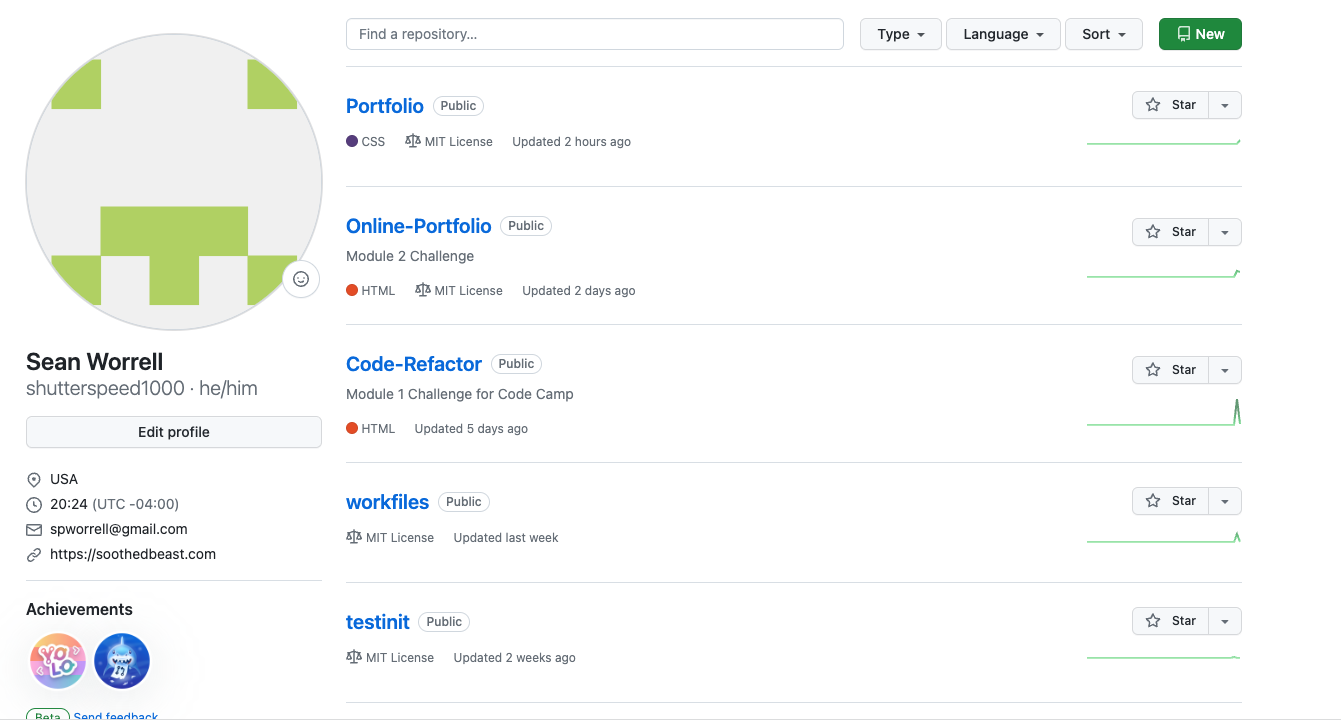 Find a repository...
Type
Language
Sort
New
Portfolio
Public
Star
CSS
MIT License
Updated 2 hours ago
Online-Portfolio
Public
Star
Module 2 Challenge
HTML
MIT License
Updated 2 days ago
Code-Refactor
Public
Star
Module 1 Challenge for Code Camp
HTML
Updated 5 days ago
workfiles
Public
Star
MIT License
Updated last week
testinit
Public
Star
MIT License
Updated 2 weeks ago
Sean Worrell
shutterspeed1000 · he/him
Edit profile
USA
20:24 (UTC -04:00)
spworrell@gmail.com
https://soothedbeast.com
Achievements
YOLO
Beta Send feedback